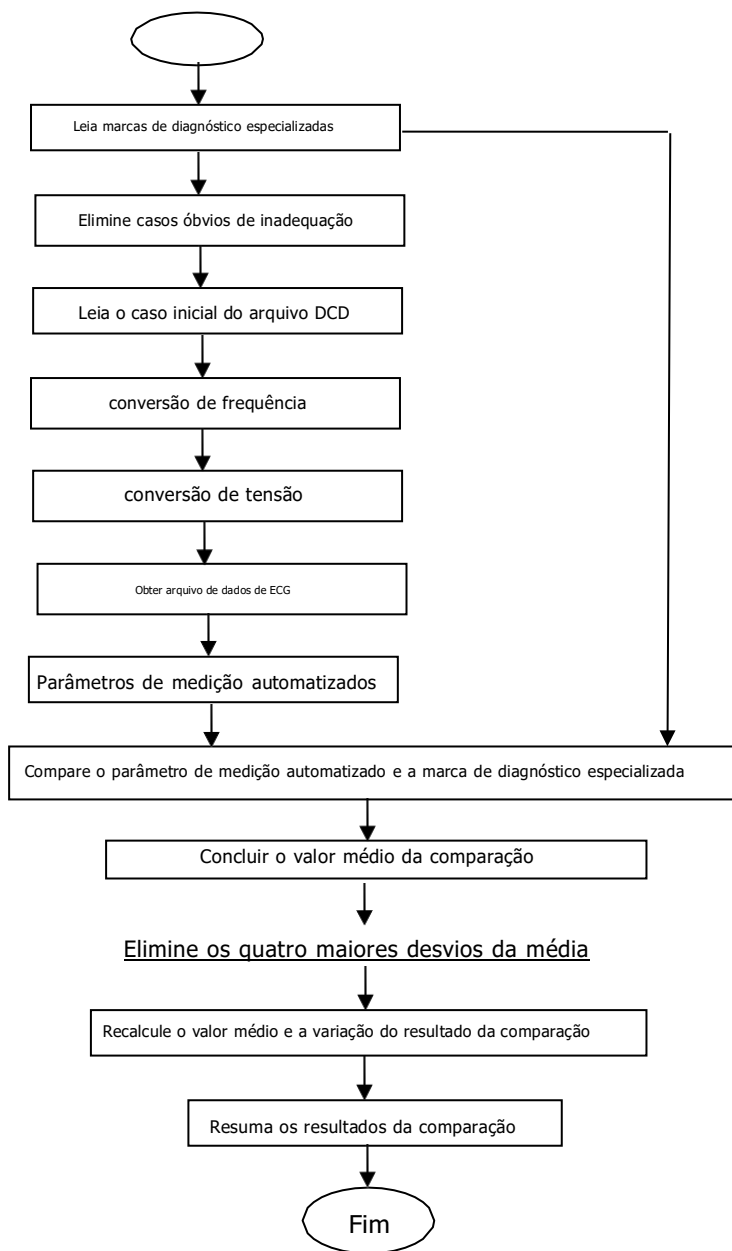 Leia marcas de diagnóstico especializadas
Elimine casos óbvios de inadequação
Leia o caso inicial do arquivo DCD
conversão de frequência
conversão de tensão
Obter arquivo de dados de ECG
Parâmetros de medição automatizados
Compare o parâmetro de medição automatizado e a marca de diagnóstico especializada
Concluir o valor médio da comparação
Elimine os quatro maiores desvios da média
Recalcule o valor médio e a variação do resultado da comparação
Resuma os resultados da comparação
Fim